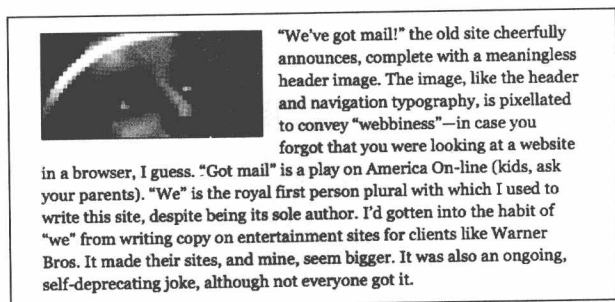 “We’ve got mail!” the old site cheerfully
announces, complete with a meaningless
header image. The image, like the header
and navigation typography, is pixellated
to convey “webbiness”—in case you
forgot that you were looking at a website
in a browser, I guess. “Got mail” is a play on America On-line (kids, ask
your parents). “We” is the royal first person plural with which I used to
write this site, despite being its sole author. I’d gotten into the habit of
“we” from writing copy on entertainment sites for clients like Warner
Bros. It made their sites, and mine, seem bigger. It was also an ongoing,
self-deprecating joke, although not everyone got it.